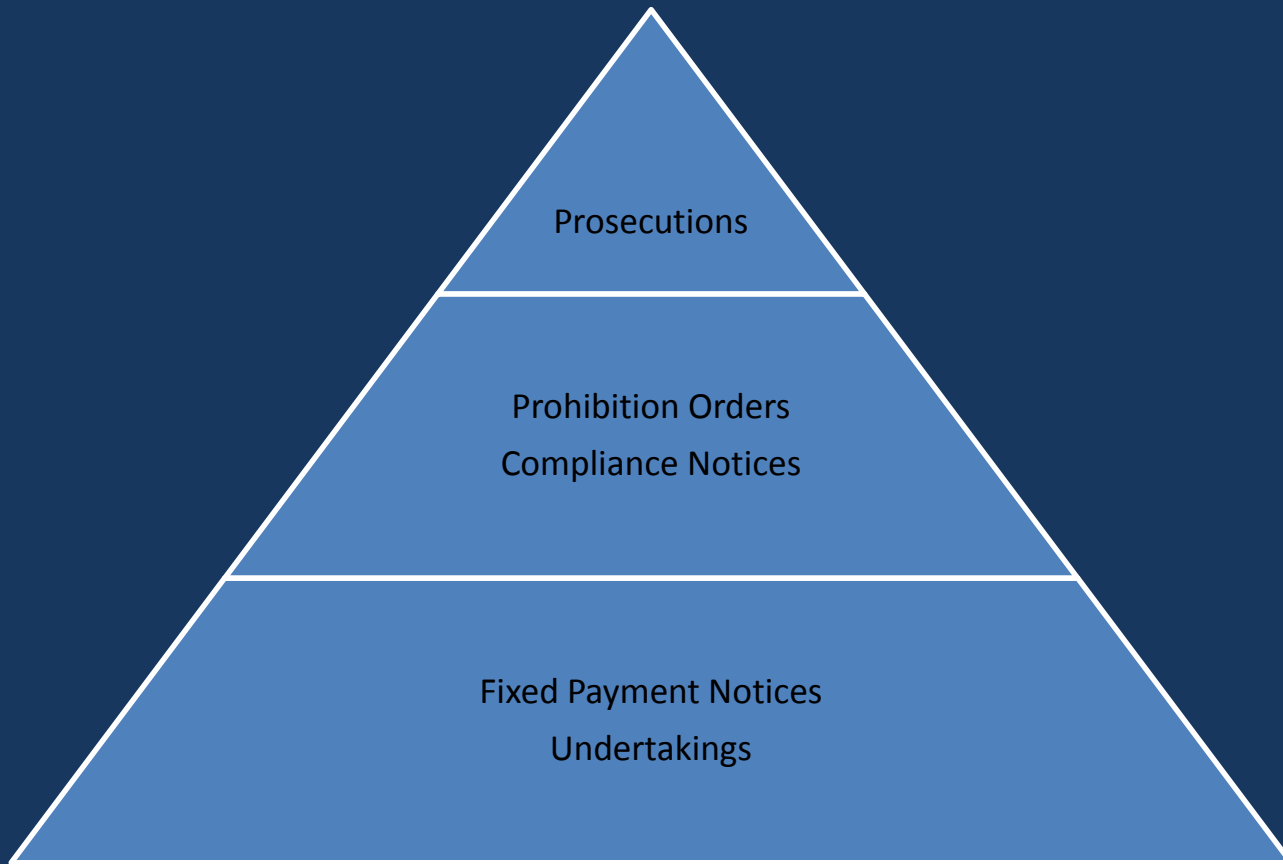 Prosecutions
Prohibition Orders
Compliance Notices
Fixed Payment Notices
Undertakings